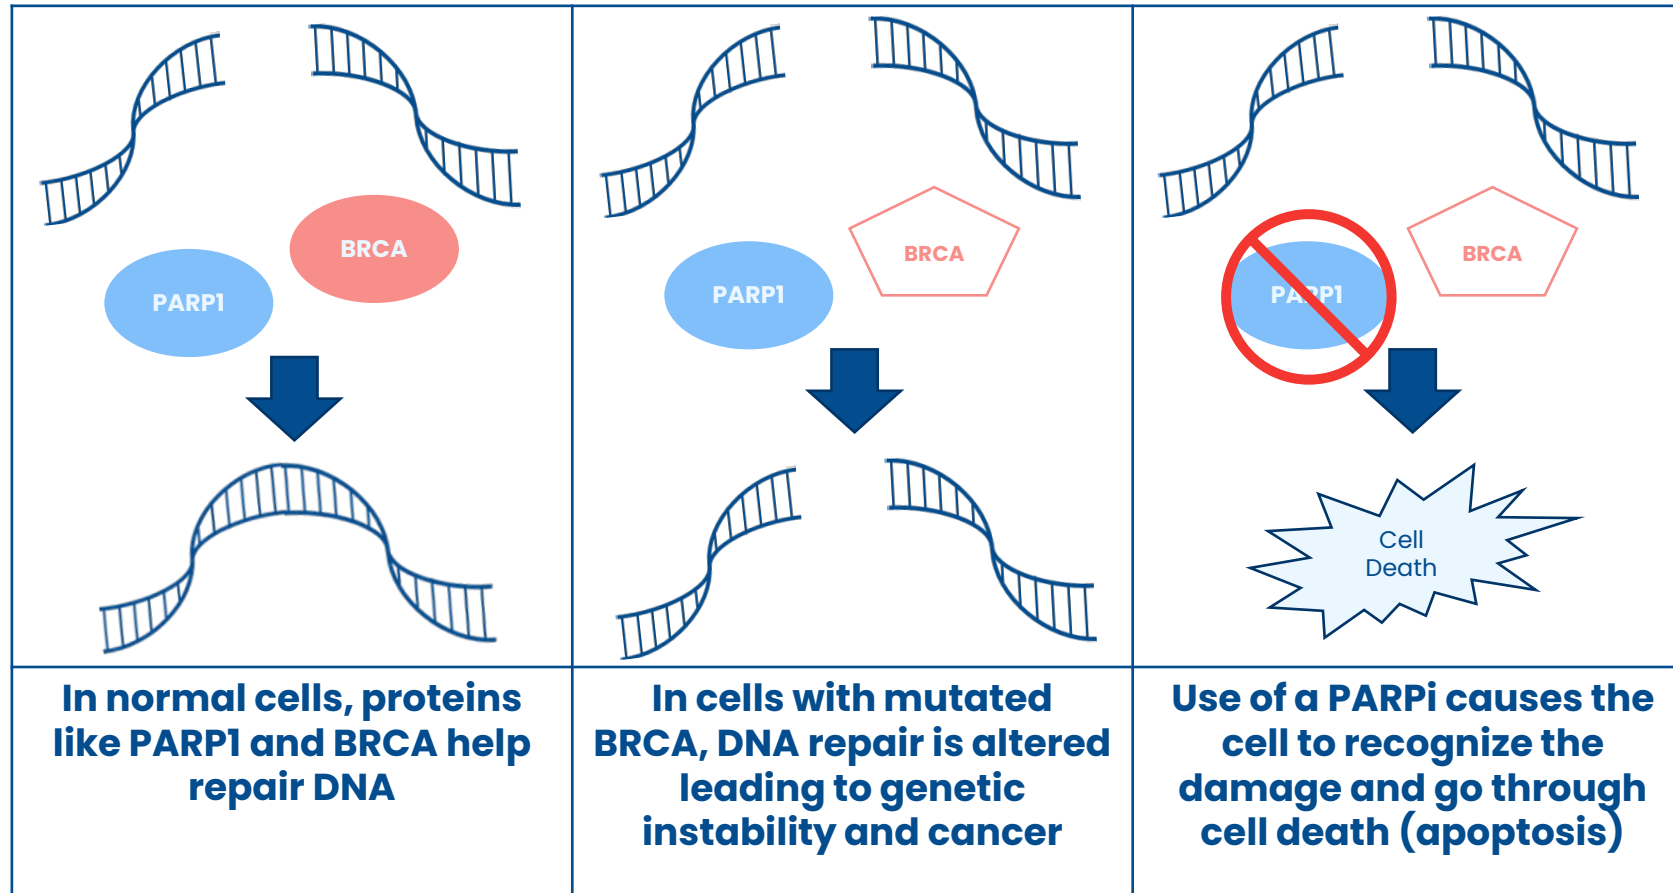 BRCA
PARP1
In normal cells, proteins
like PARP1 and BRCA help
repair DNA
BRCA
PARP1
In cells with mutated
BRCA, DNA repair is altered
leading to genetic
instability and cancer
BRCA
PARP1
Cell
Death
Use of a PARPi causes the
cell to recognize the
damage and go through
cell death (apoptosis)